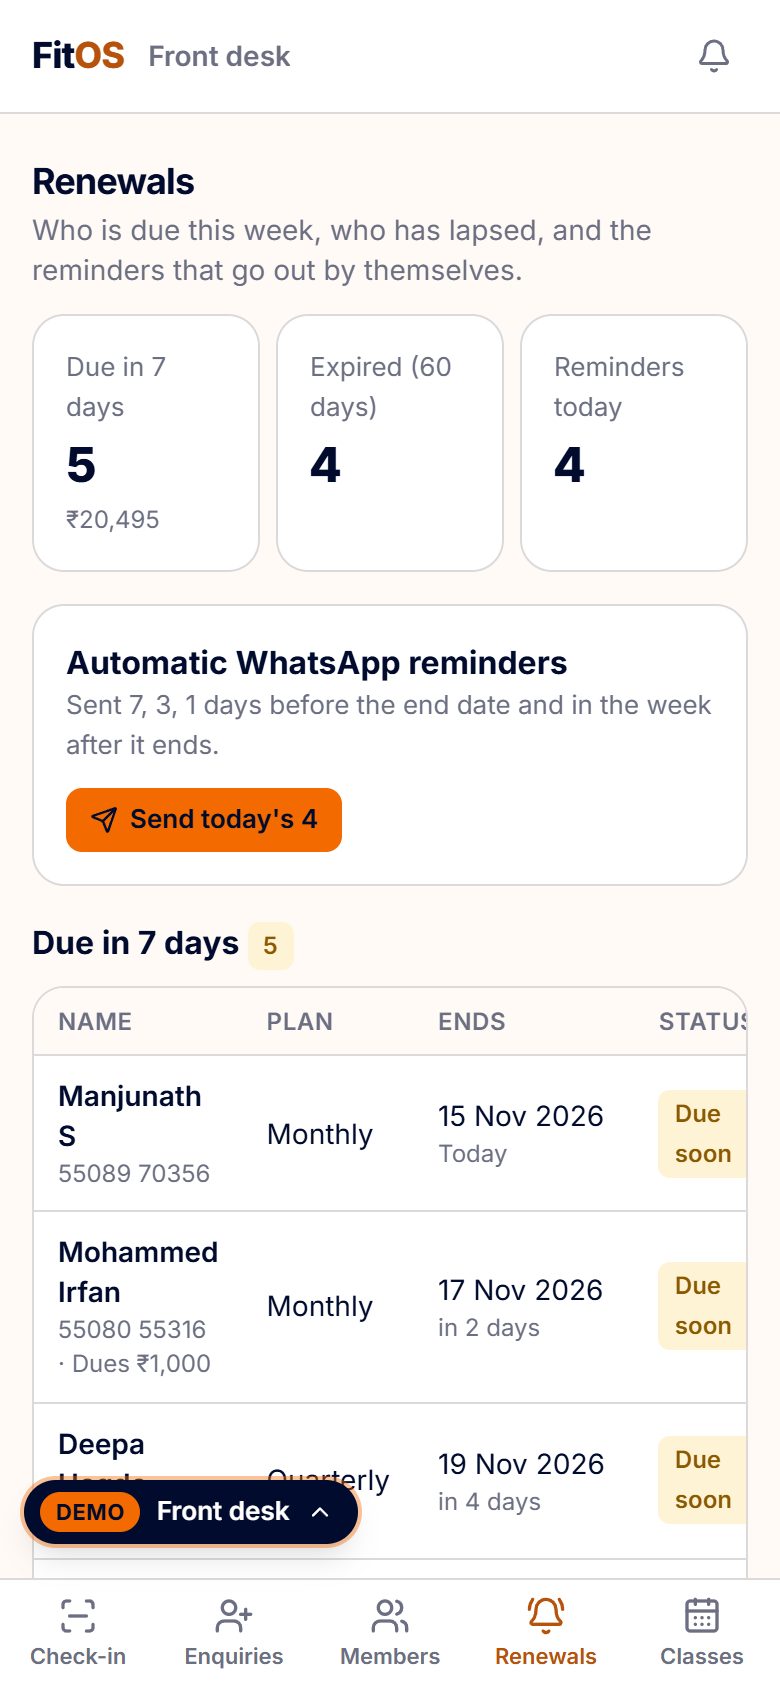 FitOS Front desk
Renewals
Who is due this week, who has lapsed, and the
reminders that go out by themselves.
Due in 7
days
5
₹20,495
Expired (60
days)
4
Reminders
today
4
Automatic WhatsApp reminders
Sent 7, 3, 1 days before the end date and in the week
after it ends.
Send today's 4
Due in 7 days 5
NAME PLAN ENDS STATUS
Manjunath
S
55089 70356
Monthly
15 Nov 2026
Today
Due
soon
Mohammed
Irfan
55080 55316
· Dues ₹1,000
Monthly
17 Nov 2026
in 2 days
Due
soon
Deepa
Quarterly
19 Nov 2026
in 4 days
Due
soon
DEMO Front desk
Check-in Enquiries Members Renewals Classes